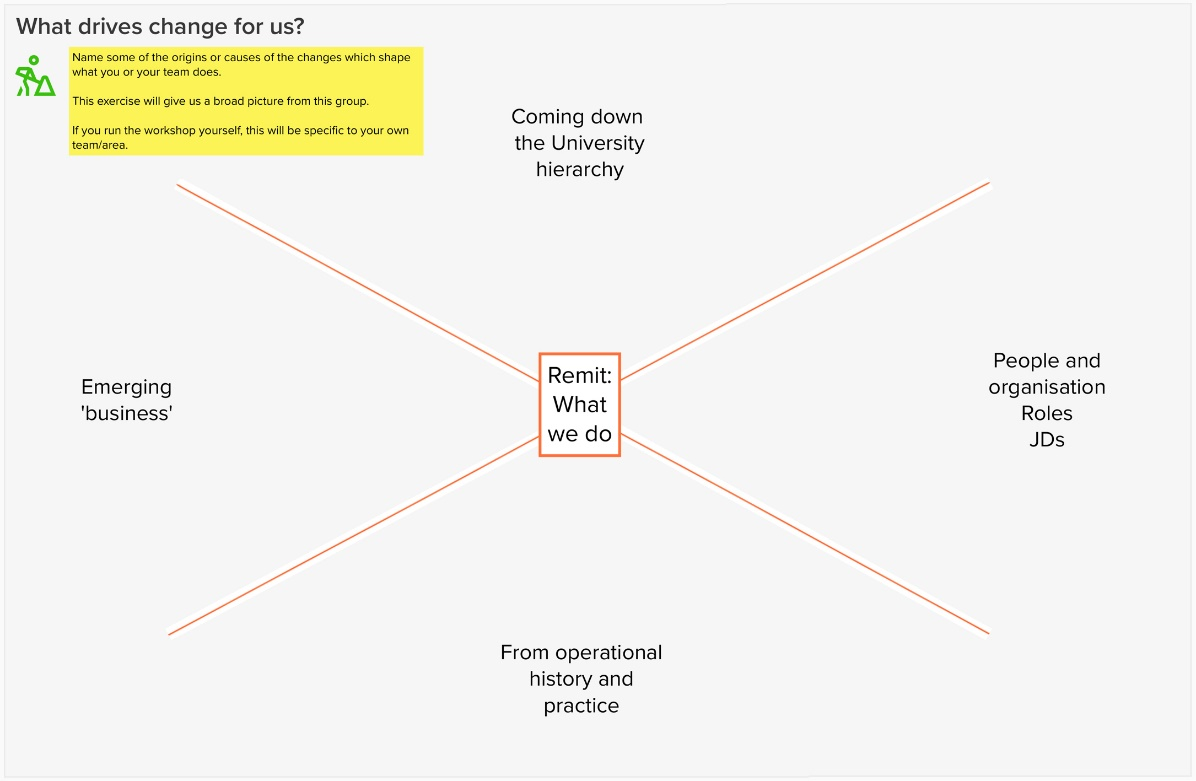 What drives change for us?
Name some of the origins or causes of the changes which shape
what you or your team does.
This exercise will give us a broad picture from this group.
If you run the workshop yourself, this will be specific to your own
team/area.
Coming down
the University
hierarchy
Emerging
'business'
Remit:
What
we do
People and
organisation
Roles
JDs
From operational
history and
practice